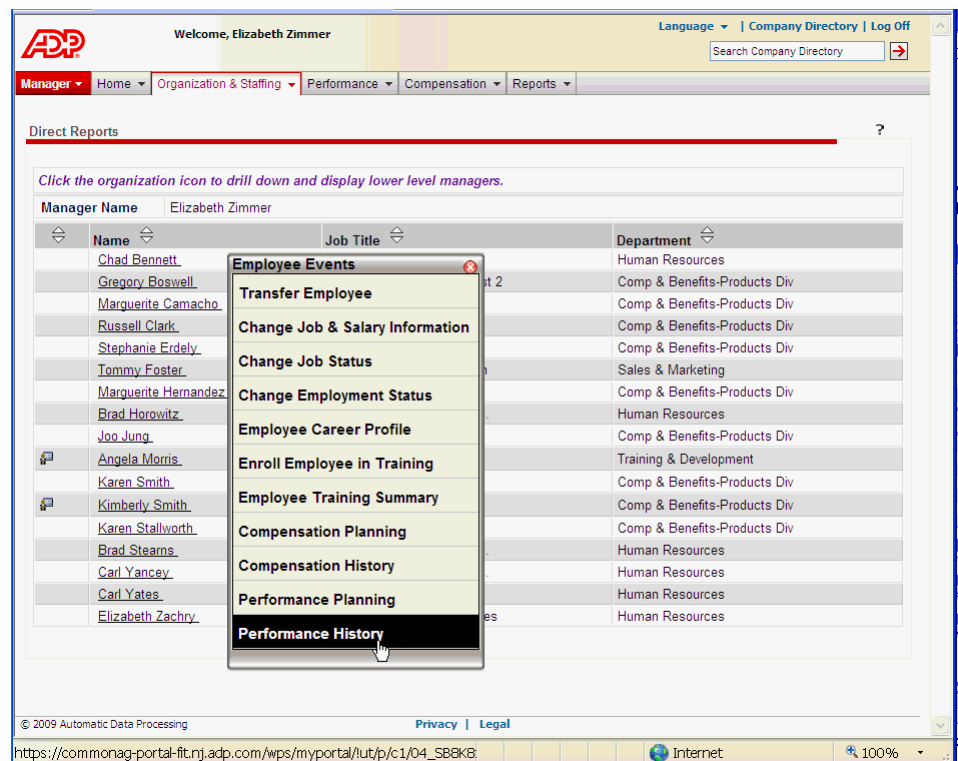 ADP
Welcome, Elizabeth Zimmer
Language | Company Directory | Log Off
Search Company Directory
Manager Home Organization & Staffing Performance Compensation Reports
Direct Reports ?
Click the organization icon to drill down and display lower level managers.
Manager Name Elizabeth Zimmer
Name Job Title Department
Chad Bennett Human Resources
Gregory Boswell st 2 Comp & Benefits-Products Div
Marguerite Camacho Comp & Benefits-Products Div
Russell Clark Comp & Benefits-Products Div
Stephanie Erdely Comp & Benefits-Products Div
Tommy Foster Sales & Marketing
Marguerite Hernandez Comp & Benefits-Products Div
Brad Horowitz Human Resources
Joo Jung Comp & Benefits-Products Div
Angela Morris Training & Development
Karen Smith Comp & Benefits-Products Div
Kimberly Smith Comp & Benefits-Products Div
Karen Stallworth Comp & Benefits-Products Div
Brad Stearns Human Resources
Carl Yancey Human Resources
Carl Yates Human Resources
Elizabeth Zachry es Human Resources
Employee Events
Transfer Employee
Change Job & Salary Information
Change Job Status
Change Employment Status
Employee Career Profile
Enroll Employee in Training
Employee Training Summary
Compensation Planning
Compensation History
Performance Planning
Performance History
© 2009 Automatic Data Processing Privacy | Legal
https://commonag-portal-fit.nj.adp.com/wps/myportal/!ut/p/c1/04_SB8K8 Internet 100%